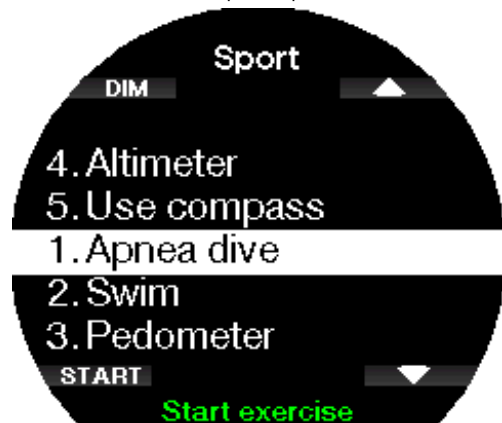 Sport
DIM
4. Altimeter
5. Use compass
1. Apnea dive
2. Swim
3. Pedometer
START
Start exercise